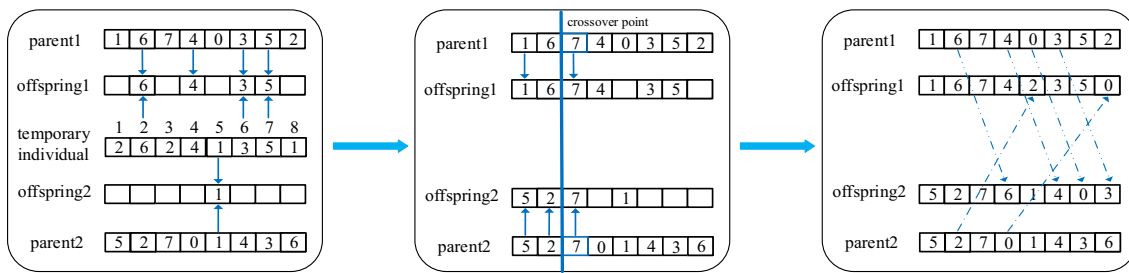 parent1 1 6 7 4 0 3 5 2
offspring1 6 4 3 5
1 2 3 4 5 6 7 8
temporary
individual 2 6 2 4 1 3 5 1
offspring2 1
parent2 5 2 7 0 1 4 3 6
crossover point
parent1 1 6 7 4 0 3 5 2
offspring1 1 6 7 4 3 5
offspring2 5 2 7 1
parent2 5 2 7 0 1 4 3 6
parent1 1 6 7 4 0 3 5 2
offspring1 1 6 7 4 2 3 5 0
offspring2 5 2 7 6 1 4 0 3
parent2 5 2 7 0 1 4 3 6